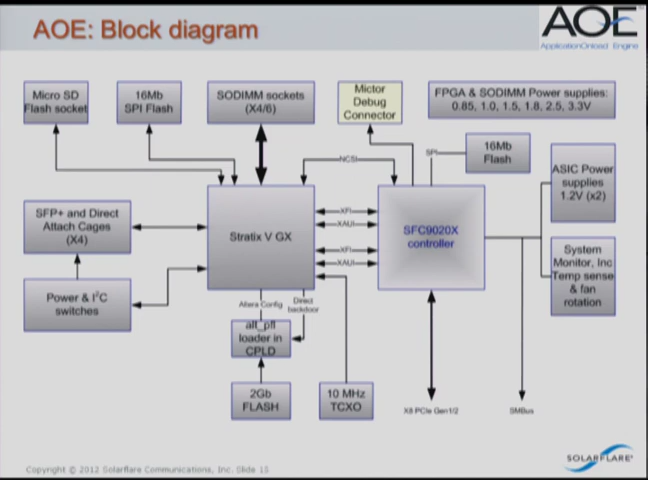 AOE: Block diagram
AOE
ApplicationOnload Engine
Micro SD
Flash socket
16Mb
SPI Flash
SODIMM sockets
(X4/6)
Mictor
Debug
Connector
FPGA & SODIMM Power supplies:
0.85, 1.0, 1.5, 1.8, 2.5, 3.3V
NCSI
SPI
16Mb
Flash
ASIC Power
supplies
1.2V (x2)
SFP+ and Direct
Attach Cages
(X4)
Stratix V GX
XFI
XAUI
XFI
XAUI
SFC9020X
controller
System
Monitor, Inc
Temp sense
& fan
rotation
Power & I²C
switches
Altera Config
Direct
backdoor
alt_pfl
loader in
CPLD
2Gb
FLASH
10 MHz
TCXO
X8 PCIe Gen1/2
SMBus
Copyright © 2012 Solarflare Communications, Inc. Slide 15
SOLARFLARE